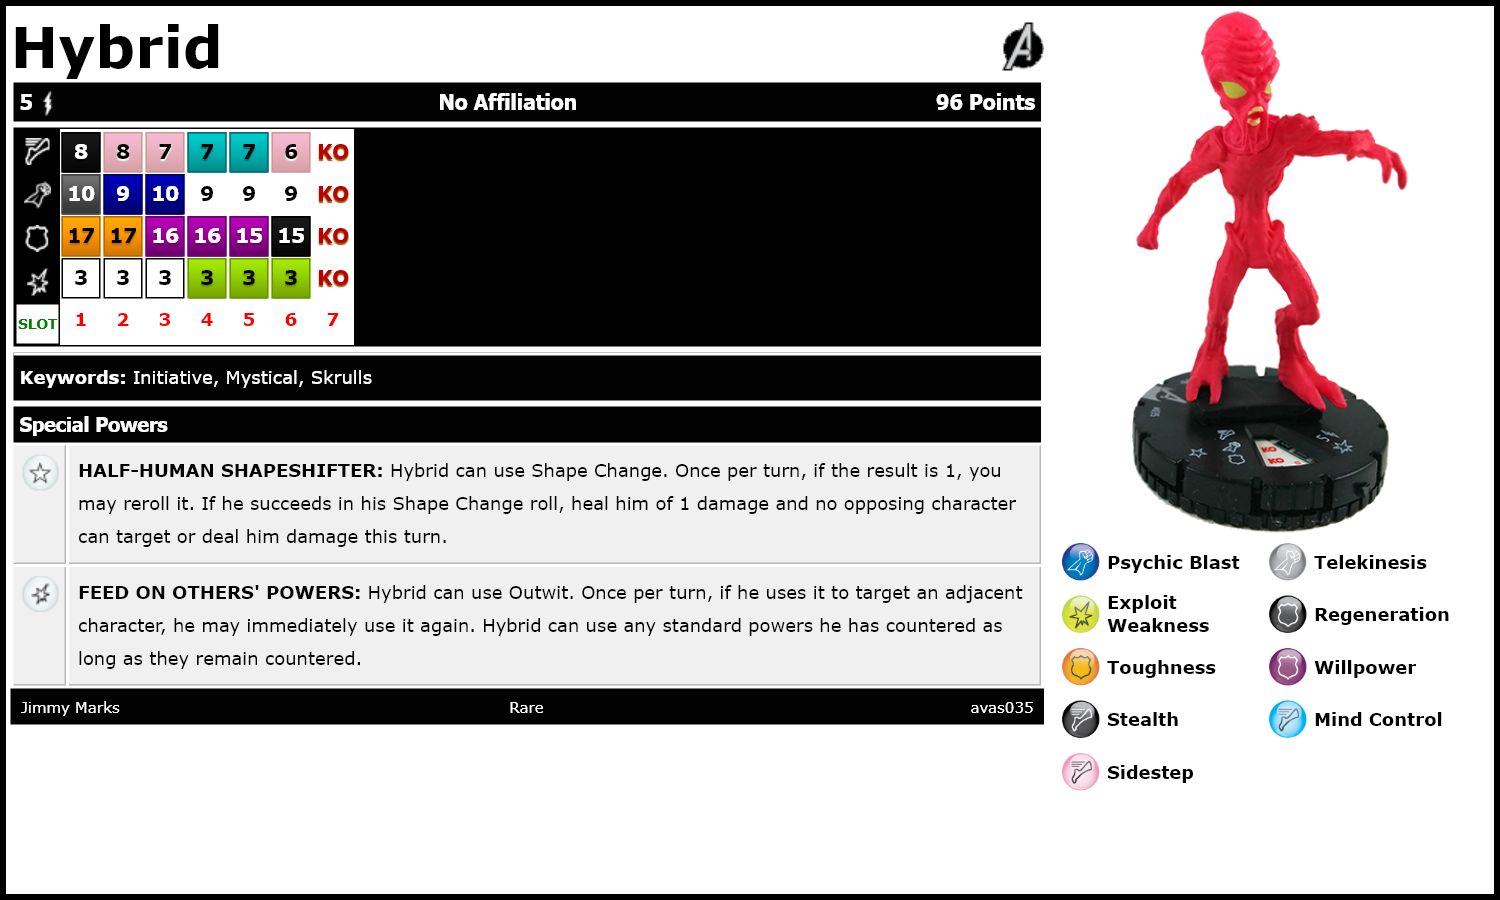 Hybrid
5 No Affiliation 96 Points
8 8 7 7 7 6 KO
10 9 10 9 9 9 KO
17 17 16 16 15 15 KO
3 3 3 3 3 3 KO
SLOT 1 2 3 4 5 6 7
Keywords: Initiative, Mystical, Skrulls
Special Powers
HALF-HUMAN SHAPESHIFTER: Hybrid can use Shape Change. Once per turn, if the result is 1, you
may reroll it. If he succeeds in his Shape Change roll, heal him of 1 damage and no opposing character
can target or deal him damage this turn.
FEED ON OTHERS' POWERS: Hybrid can use Outwit. Once per turn, if he uses it to target an adjacent
character, he may immediately use it again. Hybrid can use any standard powers he has countered as
long as they remain countered.
Jimmy Marks Rare avas035
KO
KO
5
Psychic Blast Telekinesis
Exploit
Weakness
Regeneration
Toughness Willpower
Stealth Mind Control
Sidestep